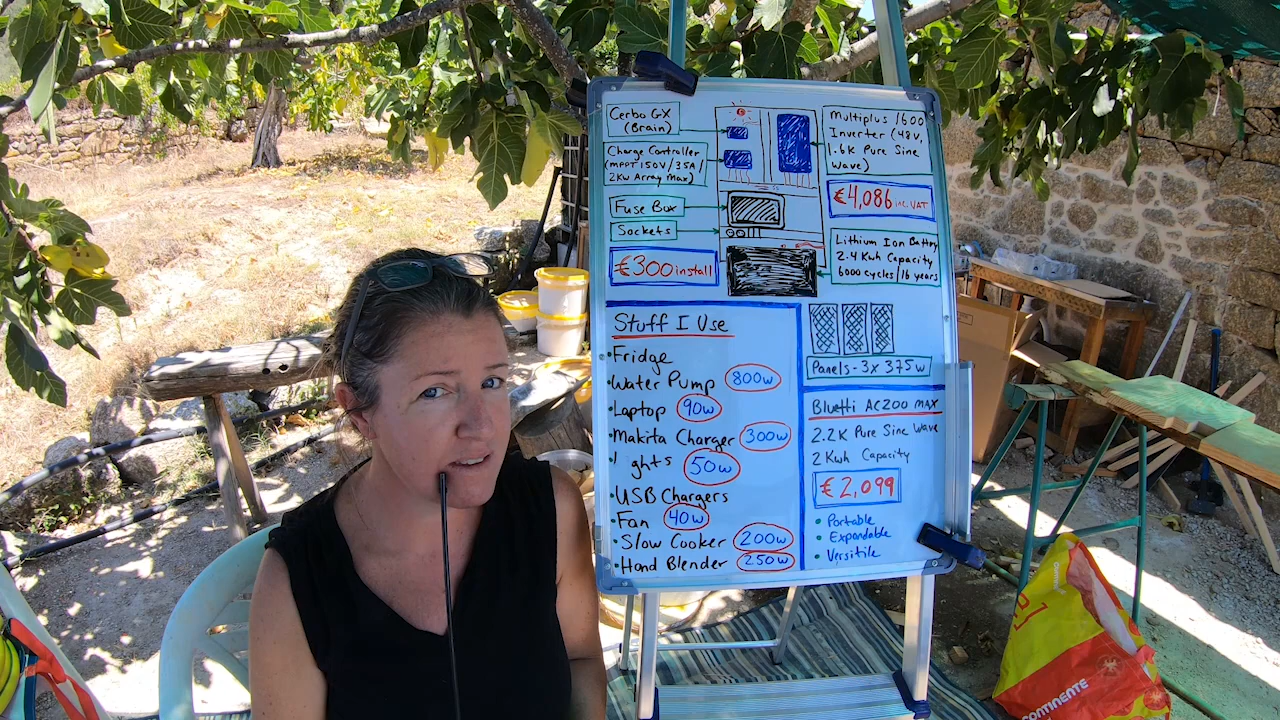 Cerbo GX
(Brain)
Charge Controller
(MPPT 150V/35A/
2Kw Array Max)
Fuse Box
Sockets
€300 install
Multiplus 1600
Inverter (48V,
1.6K Pure Sine
Wave)
€4,086 inc. VAT
Lithium Ion Battery
2.4 Kwh Capacity
6000 cycles/16 years
Panels - 3x 375w
Stuff I Use
•Fridge
•Water Pump 800w
•Laptop 90w
•Makita Charger 300w
•Lights 50w
•USB Chargers
•Fan 40w
•Slow Cooker 200w
•Hand Blender 250w
Bluetti AC200 MAX
2.2K Pure Sine Wave
2 Kwh Capacity
€2,099
• Portable
• Expandable
• Versitile
CONTINENTE